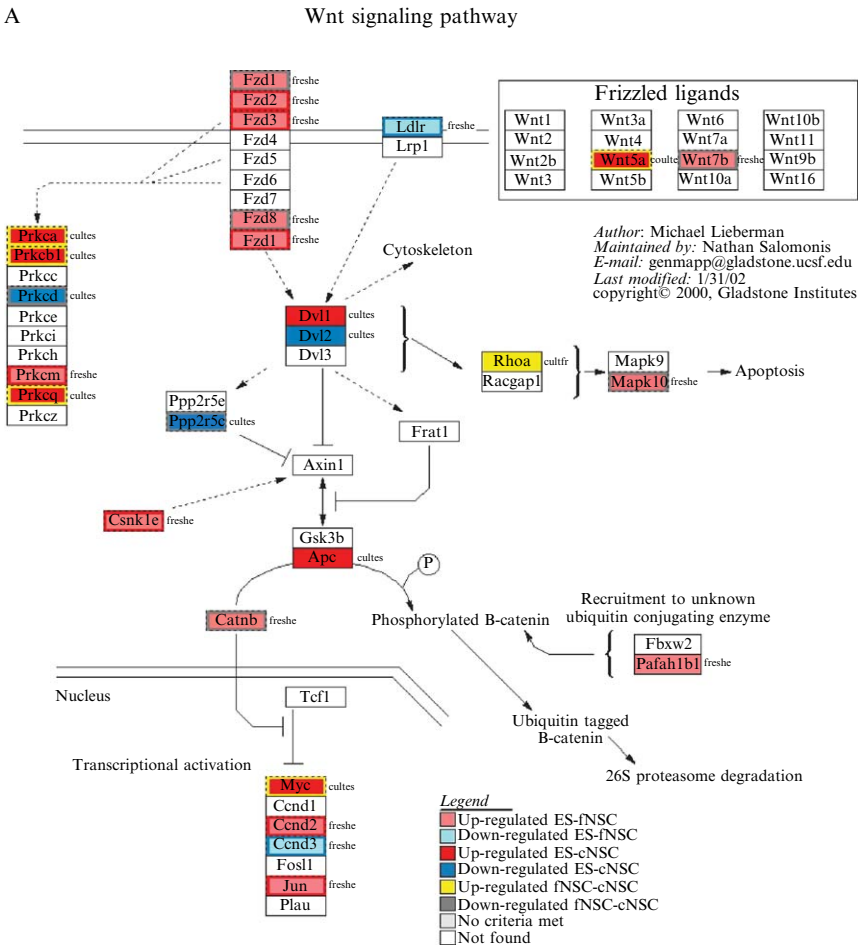 A
Wnt signaling pathway
Fzd1 freshe
Fzd2 freshe
Fzd3 freshe
Fzd4
Fzd5
Fzd6
Fzd7
Fzd8 freshe
Fzd1 freshe
Ldlr freshe
Lrp1
Frizzled ligands
Wnt1 Wnt3a Wnt6 Wnt10b
Wnt2 Wnt4 Wnt7a Wnt11
Wnt2b Wnt5a coulte Wnt7b freshe Wnt9b
Wnt3 Wnt5b Wnt10a Wnt16
Author: Michael Lieberman
Maintained by: Nathan Salomonis
E-mail: genmapp@gladstone.ucsf.edu
Last modified: 1/31/02
copyright© 2000, Gladstone Institutes
Prkca cultes
Prkcb1 cultes
Prkcc
Prkcd cultes
Prkce
Prkci
Prkch
Prkcm freshe
Prkcq cultes
Prkcz
Cytoskeleton
Dvl1 cultes
Dvl2 cultes
Dvl3
Rhoa cultfr
Racgap1
Mapk9
Mapk10 freshe
Apoptosis
Ppp2r5e
Ppp2r5c cultes
Frat1
Axin1
Csnk1e freshe
Gsk3b
Apc cultes
P
Catnb freshe
Phosphorylated B-catenin
Recruitment to unknown
ubiquitin conjugating enzyme
Fbxw2
Pafah1b1 freshe
Nucleus
Tcf1
Ubiquitin tagged
B-catenin
26S proteasome degradation
Transcriptional activation
Myc cultes
Ccnd1
Ccnd2 freshe
Ccnd3 freshe
Fosl1
Jun freshe
Plau
Legend
Up-regulated ES-fNSC
Down-regulated ES-fNSC
Up-regulated ES-cNSC
Down-regulated ES-cNSC
Up-regulated fNSC-cNSC
Down-regulated fNSC-cNSC
No criteria met
Not found